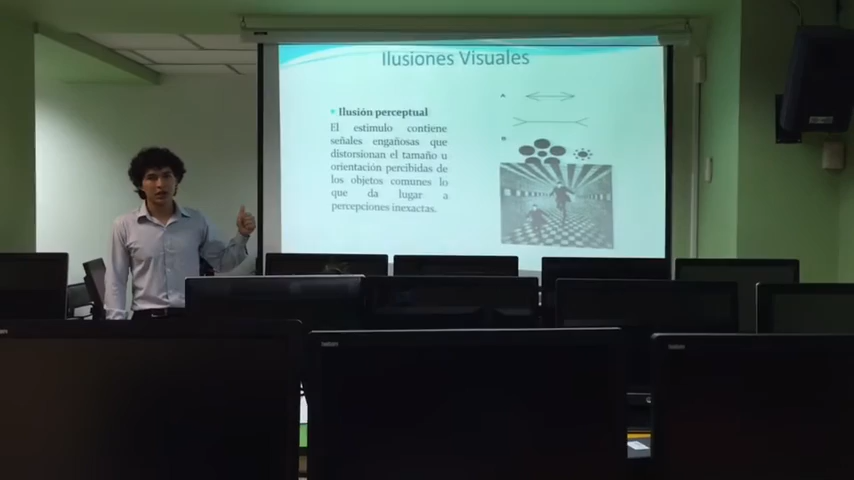 Ilusiones Visuales
Ilusión perceptual
El estimulo contiene
señales engañosas que
distorsionan el tamaño u
orientación percibidas de
los objetos comunes lo
que da lugar a
percepciones inexactas.
A
B